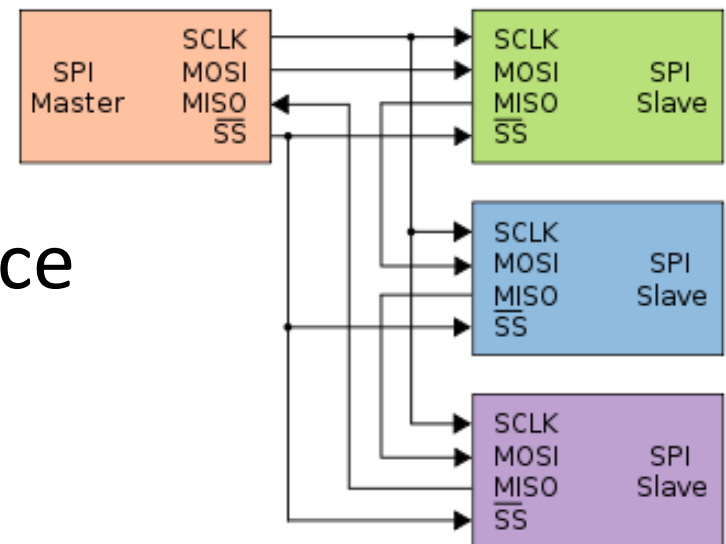 SPI
Master
SCLK
MOSI
MISO
SS
SCLK
MOSI
MISO
SS
SPI
Slave
ce
SCLK
MOSI
MISO
SS
SPI
Slave
SCLK
MOSI
MISO
SS
SPI
Slave